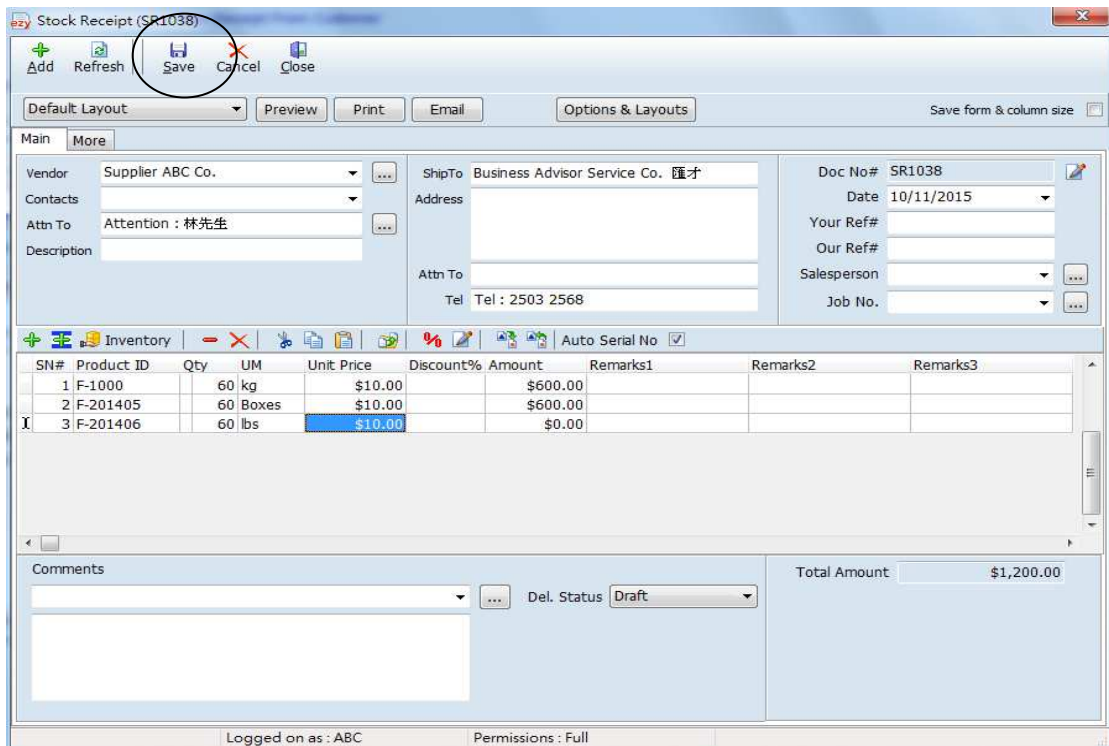 ezy Stock Receipt (SR1038)
Add Refresh Save Cancel Close
Default Layout Preview Print Email Options & Layouts Save form & column size
Main More
Vendor Supplier ABC Co. ... ShipTo Business Advisor Service Co. 匯才 Doc No# SR1038
Contacts Address Date 10/11/2015
Attn To Attention : 林先生 ... Your Ref#
Description Our Ref#
Attn To Salesperson ...
Tel Tel : 2503 2568 Job No. ...
Inventory % Auto Serial No
SN# Product ID Qty UM Unit Price Discount% Amount Remarks1 Remarks2 Remarks3
1 F-1000 60 kg $10.00 $600.00
2 F-201405 60 Boxes $10.00 $600.00
3 F-201406 60 lbs $10.00 $0.00
Comments Total Amount $1,200.00
... Del. Status Draft
Logged on as : ABC Permissions : Full